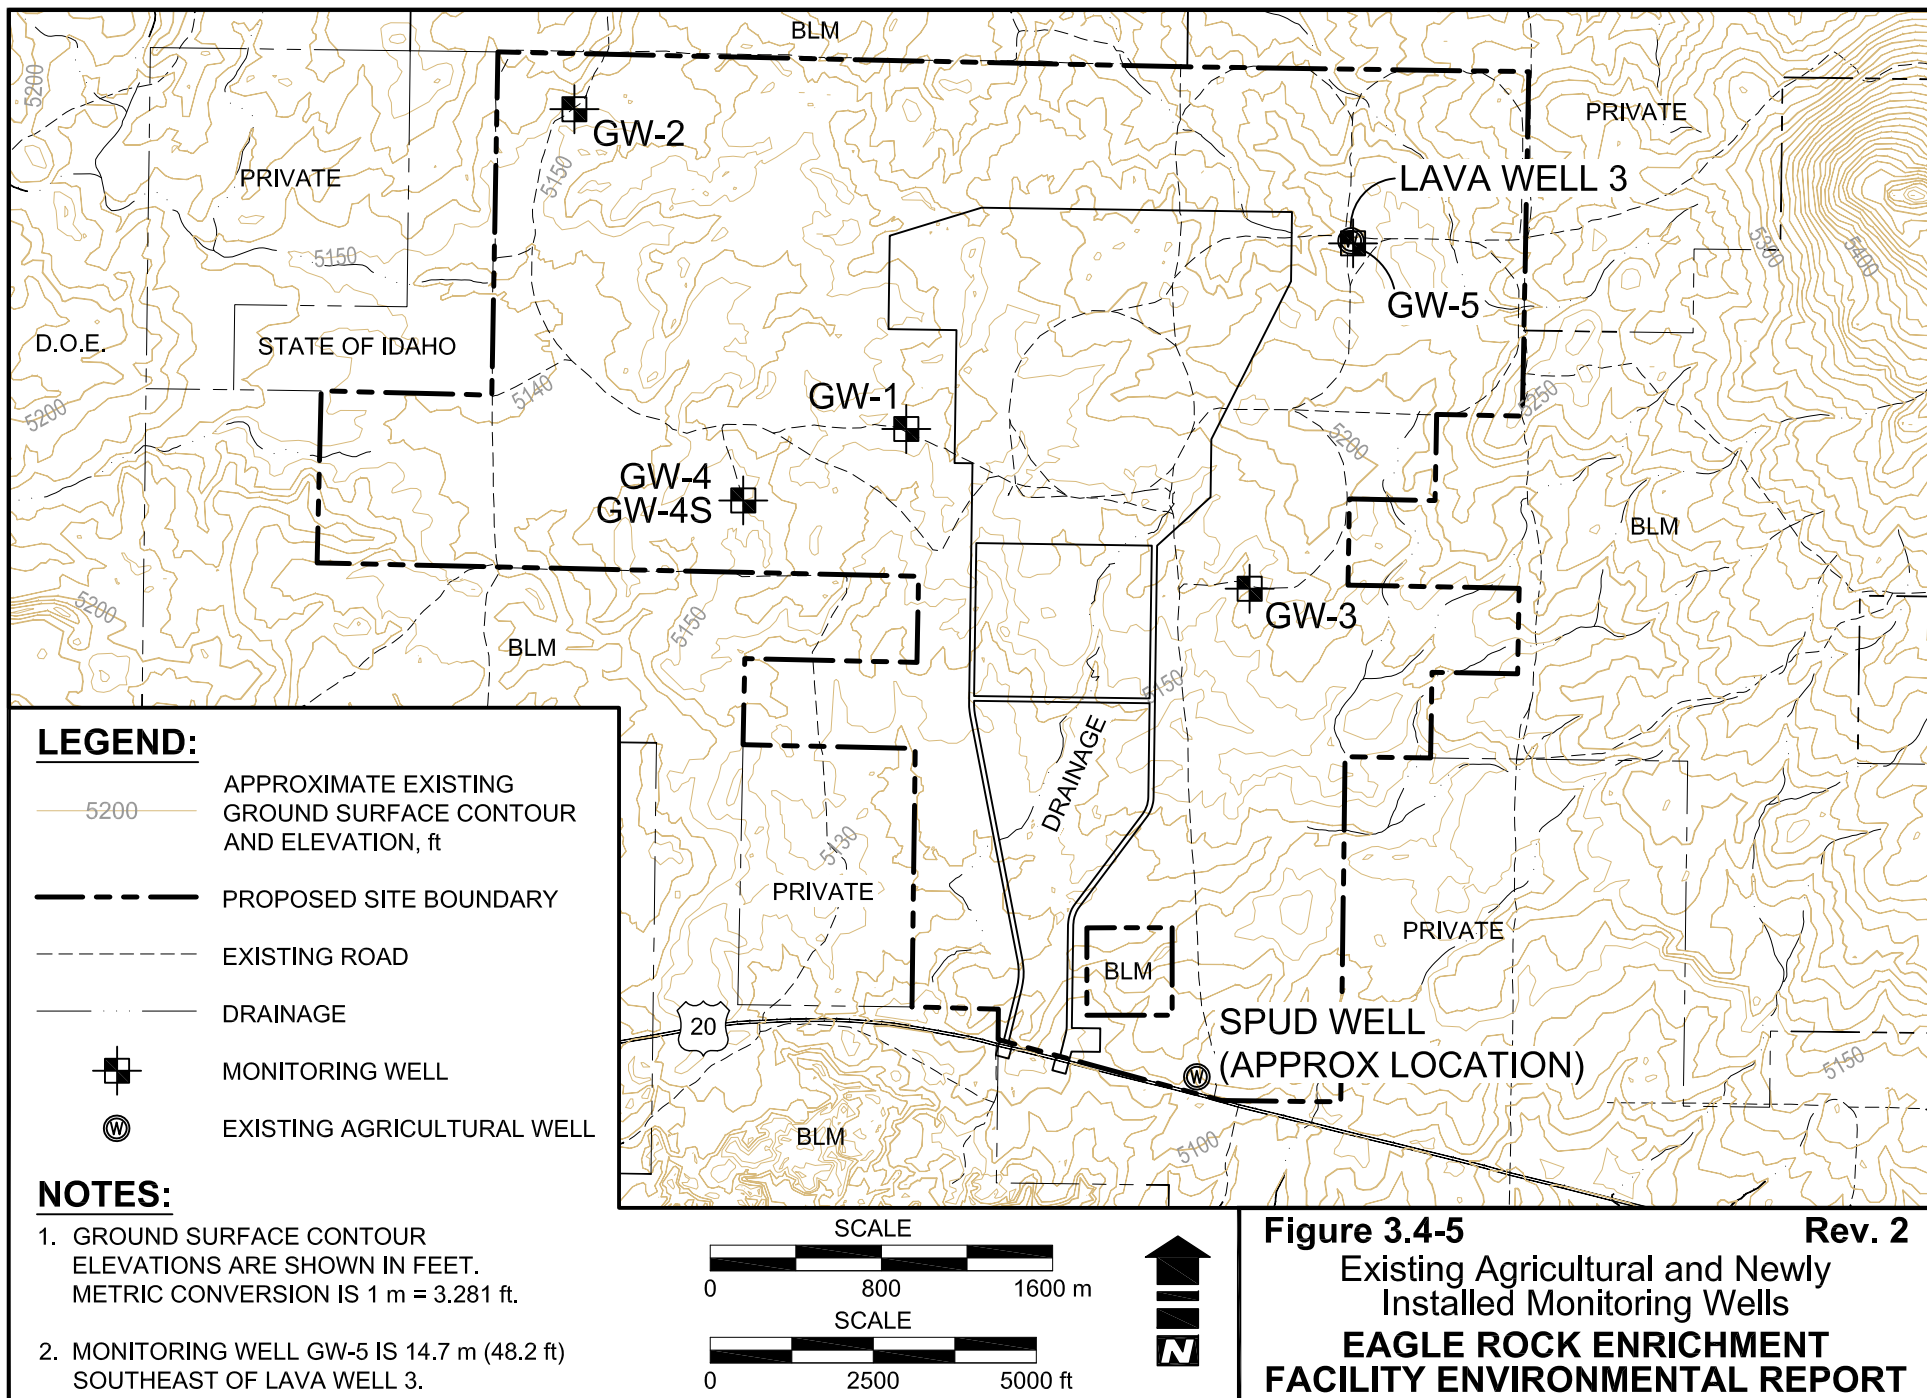 BLM
5200
PRIVATE
GW-2
PRIVATE
5150
LAVA WELL 3
5150
5300
5400
GW-5
D.O.E.
STATE OF IDAHO
5140
GW-1
5250
5200
5200
GW-4
GW-4S
BLM
5200
5150
GW-3
BLM
5150
DRAINAGE
5130
PRIVATE
PRIVATE
BLM
20
SPUD WELL
(APPROX LOCATION)
5150
BLM
5100
LEGEND:
5200
APPROXIMATE EXISTING
GROUND SURFACE CONTOUR
AND ELEVATION, ft
PROPOSED SITE BOUNDARY
EXISTING ROAD
DRAINAGE
MONITORING WELL
W EXISTING AGRICULTURAL WELL
NOTES:
1. GROUND SURFACE CONTOUR
ELEVATIONS ARE SHOWN IN FEET.
METRIC CONVERSION IS 1 m = 3.281 ft.
2. MONITORING WELL GW-5 IS 14.7 m (48.2 ft)
SOUTHEAST OF LAVA WELL 3.
SCALE
0 800 1600 m
SCALE
0 2500 5000 ft
N
Figure 3.4-5 Rev. 2
Existing Agricultural and Newly
Installed Monitoring Wells
EAGLE ROCK ENRICHMENT
FACILITY ENVIRONMENTAL REPORT